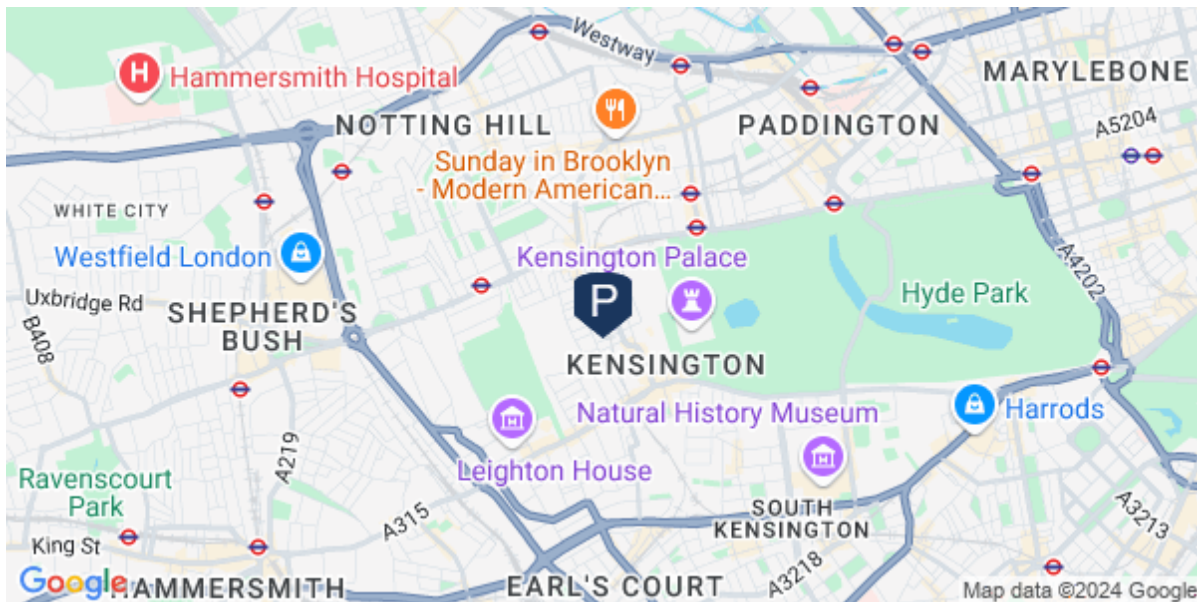 Westway
H
Hammersmith Hospital
MARYLEBONE
NOTTING HILL
PADDINGTON
A5204
Sunday in Brooklyn
- Modern American...
WHITE CITY
Westfield London
Kensington Palace
A4202
Uxbridge Rd
P
Hyde Park
SHEPHERD'S
BUSH
B408
KENSINGTON
Natural History Museum
Harrods
A219
Leighton House
Ravenscourt
Park
A315
SOUTH
KENSINGTON
A3213
King St
A3218
Google
HAMMERSMITH
EARL'S COURT
Map data ©2024 Google